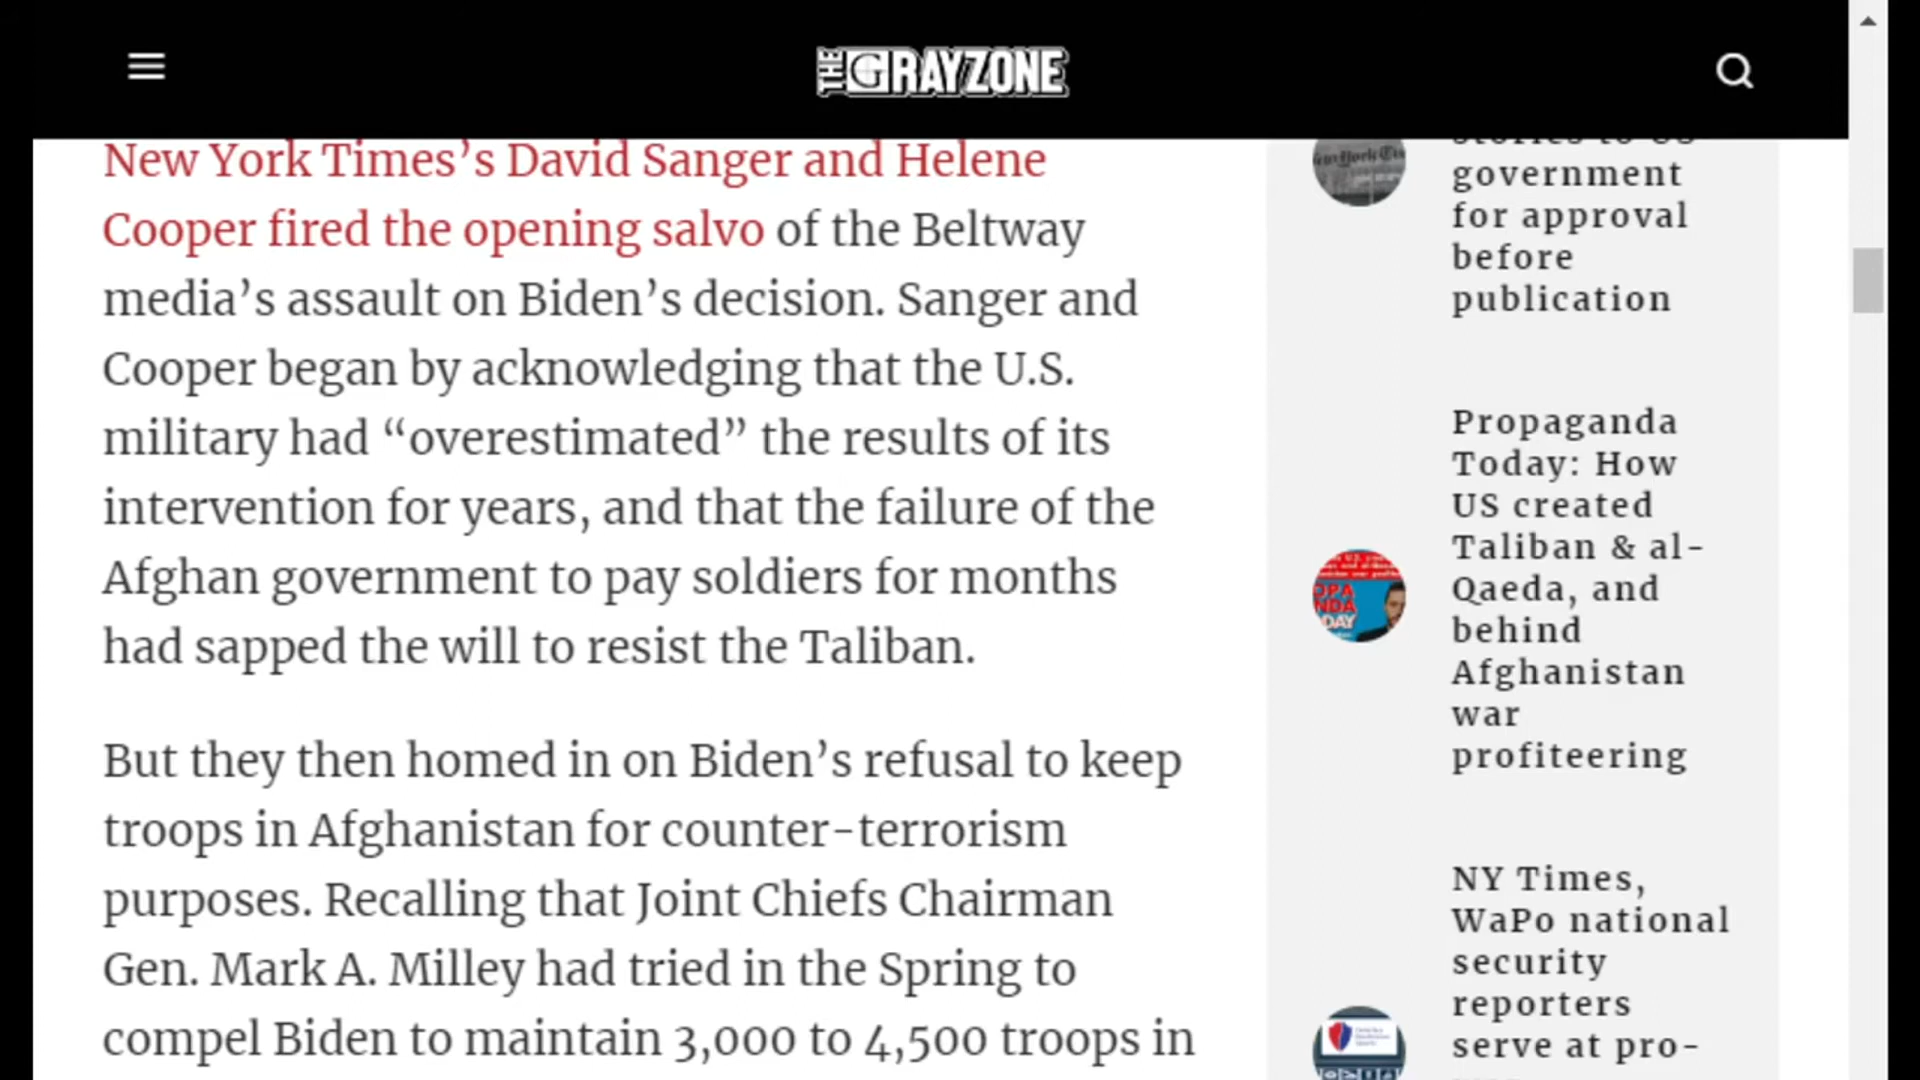 THE GRAYZONE
New York Times’s David Sanger and Helene
Cooper fired the opening salvo of the Beltway
media’s assault on Biden’s decision. Sanger and
Cooper began by acknowledging that the U.S.
military had “overestimated” the results of its
intervention for years, and that the failure of the
Afghan government to pay soldiers for months
had sapped the will to resist the Taliban.
But they then homed in on Biden’s refusal to keep
troops in Afghanistan for counter-terrorism
purposes. Recalling that Joint Chiefs Chairman
Gen. Mark A. Milley had tried in the Spring to
compel Biden to maintain 3,000 to 4,500 troops in
stories to US
government
for approval
before
publication
Propaganda
Today: How
US created
Taliban & al-
Qaeda, and
behind
Afghanistan
war
profiteering
NY Times,
WaPo national
security
reporters
serve at pro-